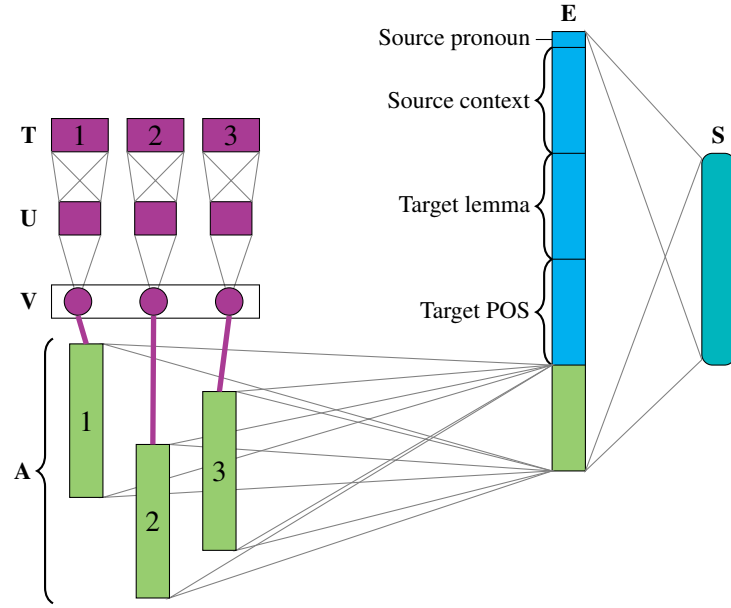 E
Source pronoun
Source context
S
T 1 2 3
Target lemma
U
V
Target POS
A
1
3
2